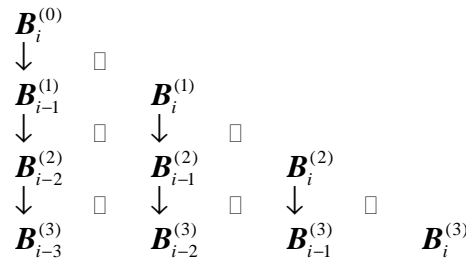 B_i^{(0)}
↓ □
B_{i-1}^{(1)} B_i^{(1)}
↓ □ ↓ □
B_{i-2}^{(2)} B_{i-1}^{(2)} B_i^{(2)}
↓ □ ↓ □ ↓ □
B_{i-3}^{(3)} B_{i-2}^{(3)} B_{i-1}^{(3)} B_i^{(3)}